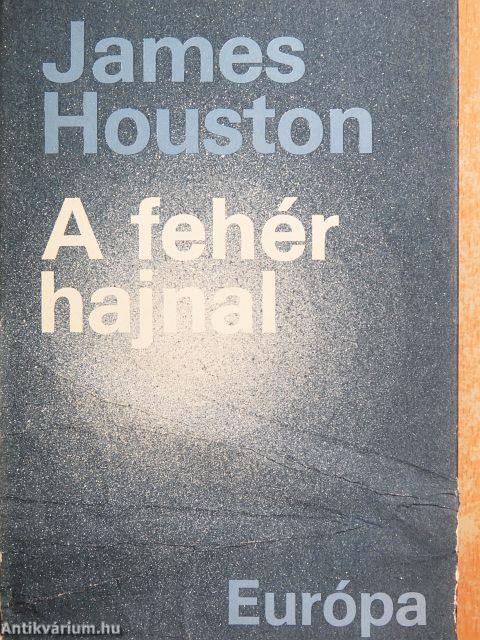 James
Houston
A fehér
hajnal
Európa
Antikvárium.hu